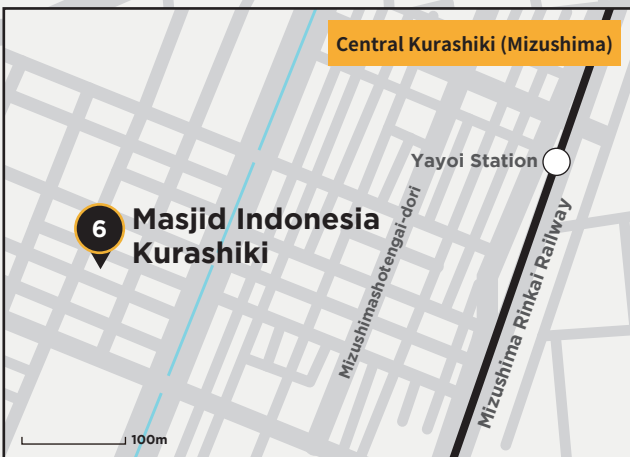 Central Kurashiki (Mizushima)
Yayoi Station
6
Masjid Indonesia
Kurashiki
Mizushimashotengai-dori
Mizushima Rinkai Railway
100m